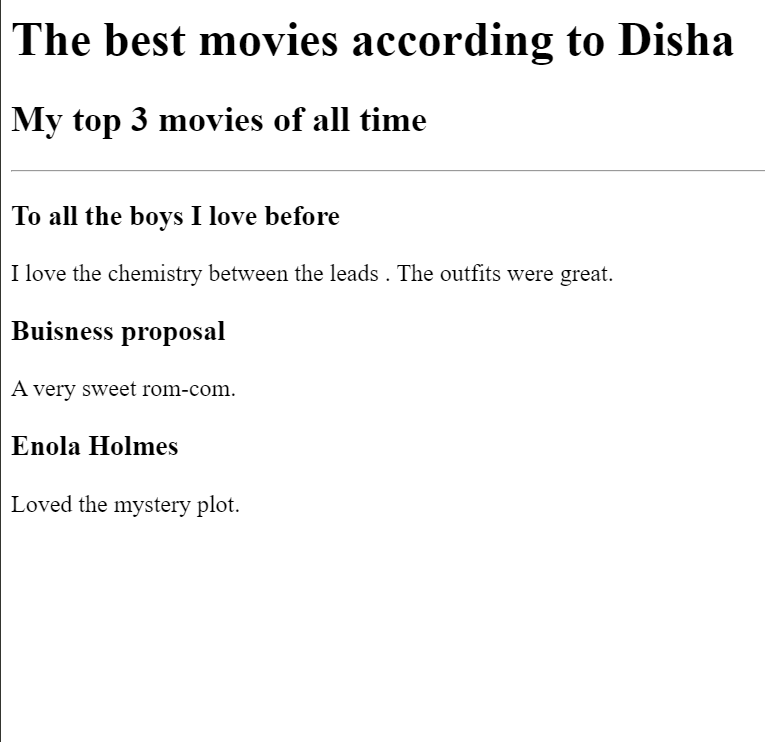 The best movies according to Disha
My top 3 movies of all time
To all the boys I love before
I love the chemistry between the leads . The outfits were great.
Buisness proposal
A very sweet rom-com.
Enola Holmes
Loved the mystery plot.